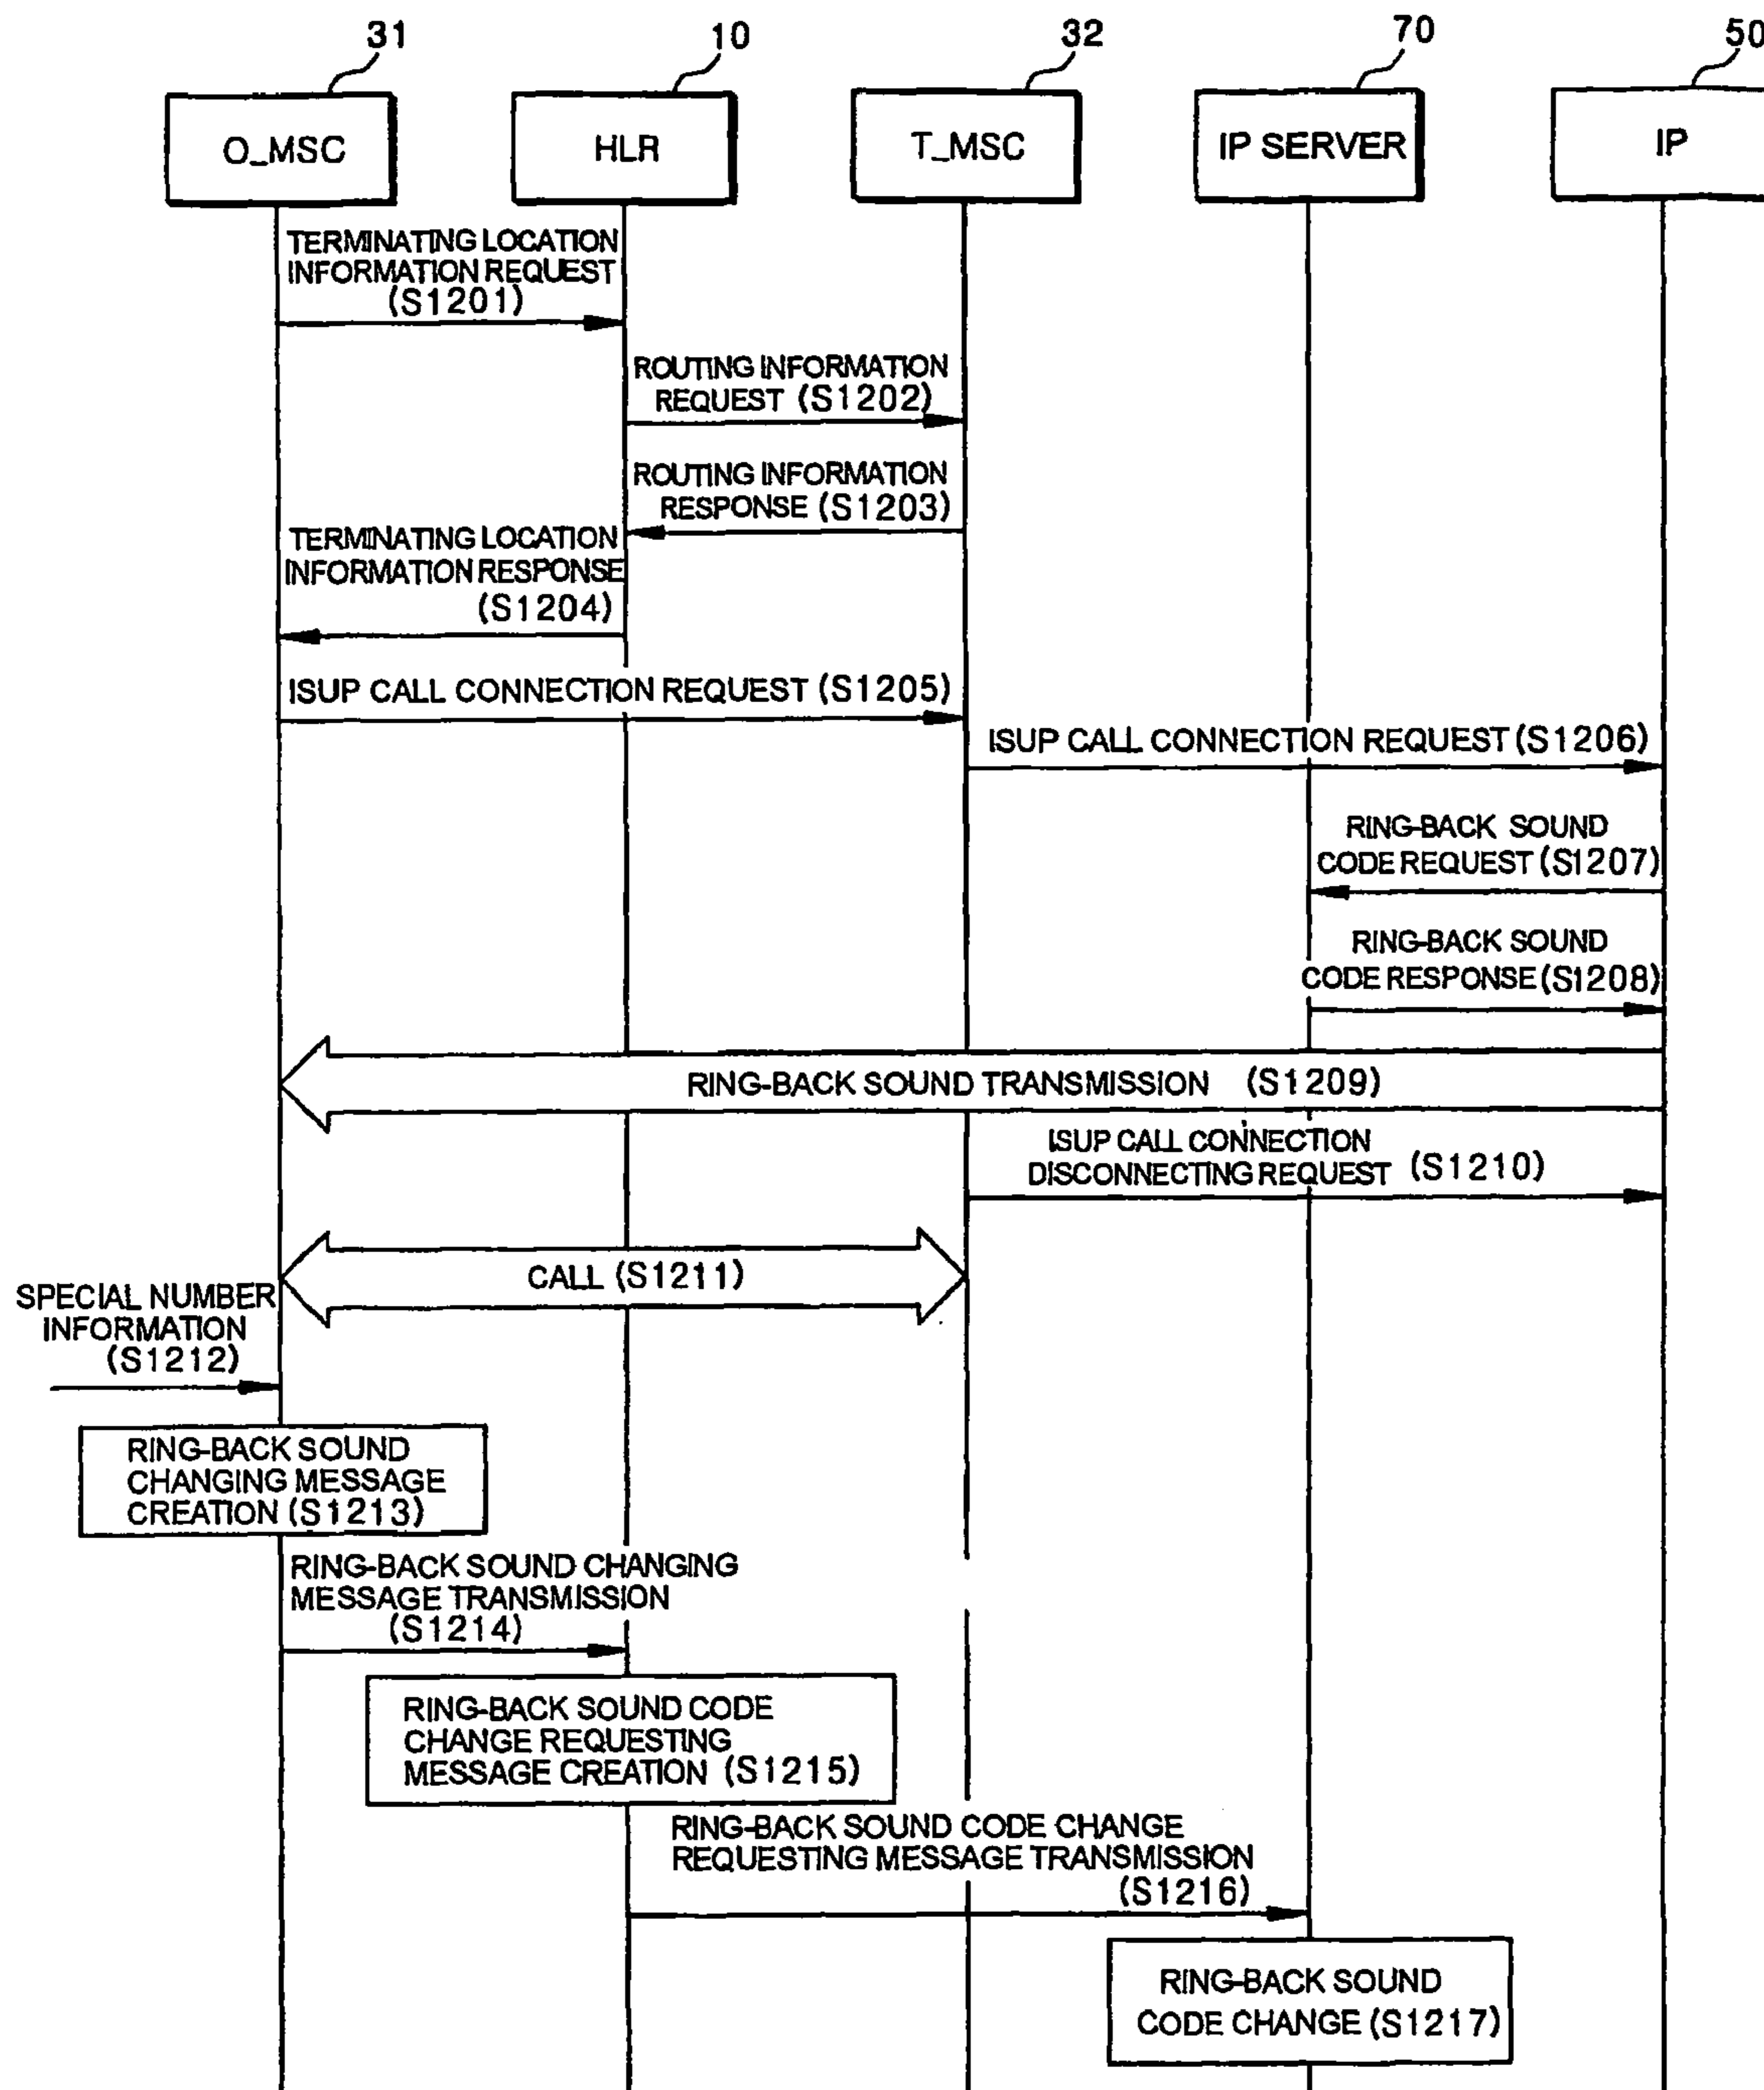 31
10
32
70
50
O_MSC
HLR
T_MSC
IP SERVER
IP
TERMINATING LOCATION
INFORMATION REQUEST
(S1201)
ROUTING INFORMATION
REQUEST (S1202)
ROUTING INFORMATION
RESPONSE (S1203)
TERMINATING LOCATION
INFORMATION RESPONSE
(S1204)
ISUP CALL CONNECTION REQUEST (S1205)
ISUP CALL CONNECTION REQUEST (S1206)
RING-BACK SOUND
CODE REQUEST (S1207)
RING-BACK SOUND
CODE RESPONSE (S1208)
RING-BACK SOUND TRANSMISSION (S1209)
ISUP CALL CONNECTION
DISCONNECTING REQUEST (S1210)
CALL (S1211)
SPECIAL NUMBER
INFORMATION
(S1212)
RING-BACK SOUND
CHANGING MESSAGE
CREATION (S1213)
RING-BACK SOUND CHANGING
MESSAGE TRANSMISSION
(S1214)
RING-BACK SOUND CODE
CHANGE REQUESTING
MESSAGE CREATION (S1215)
RING-BACK SOUND CODE CHANGE
REQUESTING MESSAGE TRANSMISSION
(S1216)
RING-BACK SOUND
CODE CHANGE (S1217)